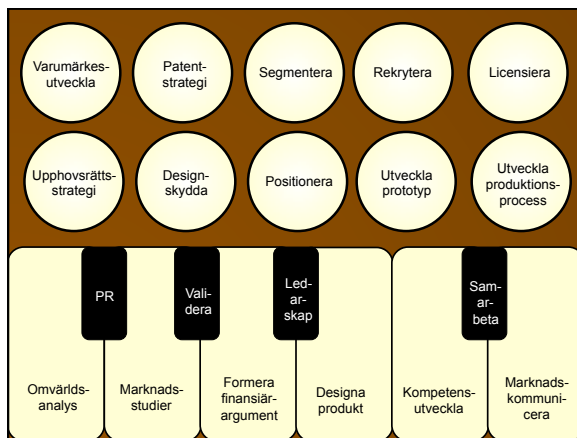 Varumärkes-
utveckla
Patent-
strategi
Segmentera
Rekrytera
Licensiera
Upphovsrätts-
strategi
Design-
skydda
Positionera
Utveckla
prototyp
Utveckla
produktions-
process
PR
Vali-
dera
Led-
ar-
skap
Sam-
ar-
beta
Omvärlds-
analys
Marknads-
studier
Formera
finansiär-
argument
Designa
produkt
Kompetens-
utveckla
Marknads-
kommuni-
cera